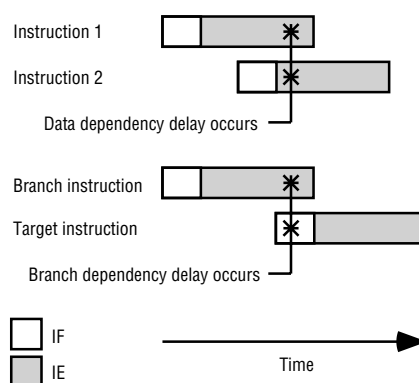 Instruction 1
Instruction 2
Data dependency delay occurs
Branch instruction
Target instruction
Branch dependency delay occurs
IF
IE
Time